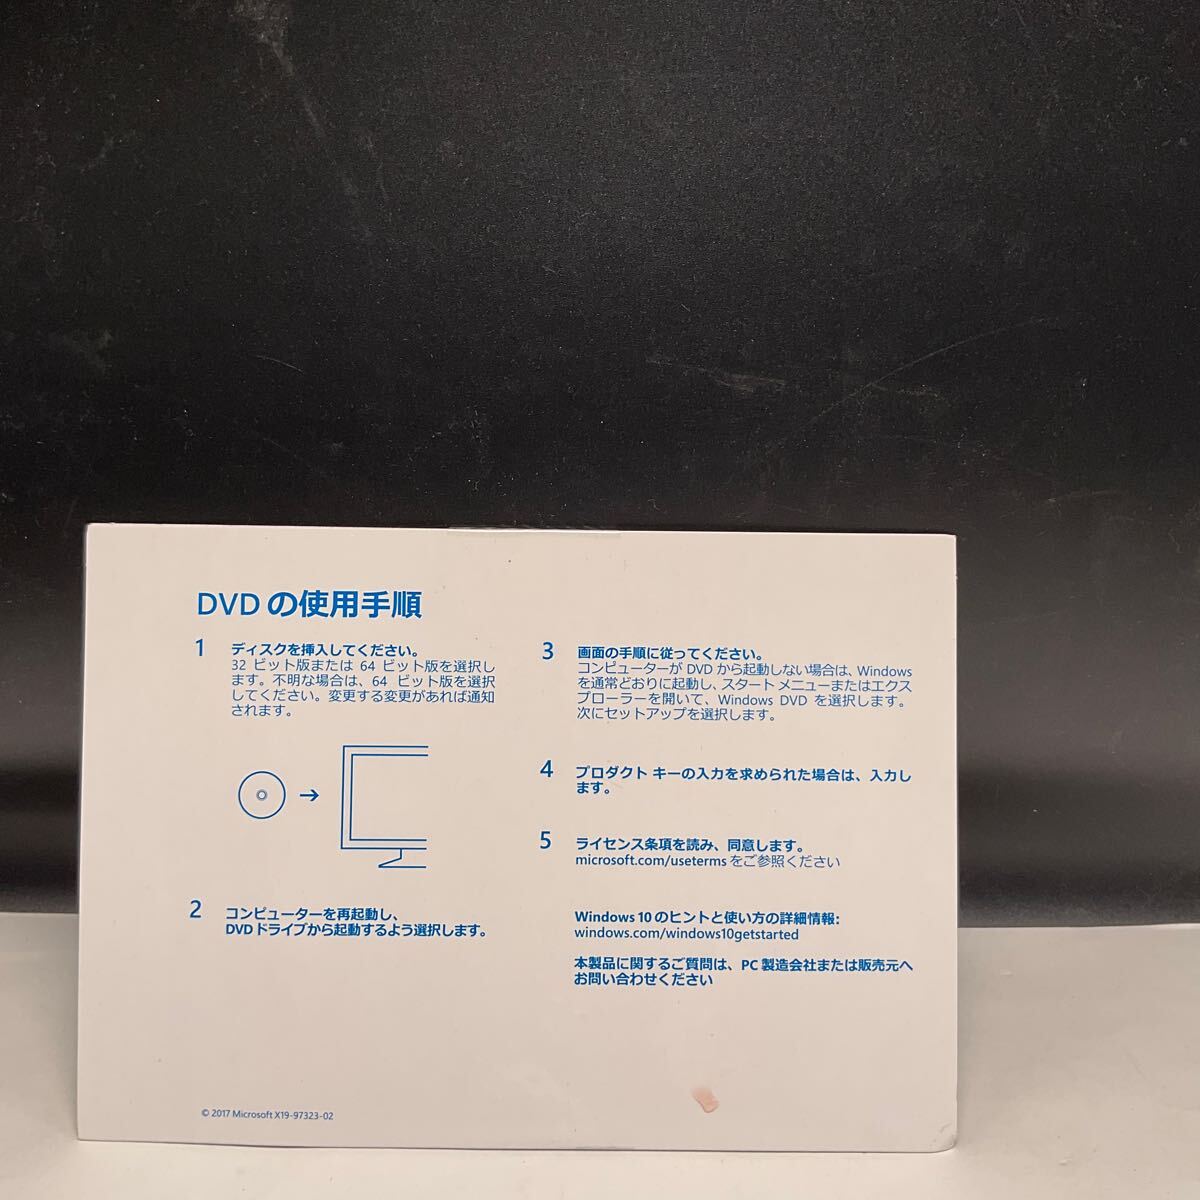 DVD の使用手順
1 ディスクを挿入してください。
32 ビット版または 64 ビット版を選択し
ます。不明な場合は、64 ビット版を選択
してください。変更する変更があれば通知
されます。
2 コンピューターを再起動し、
DVD ドライブから起動するよう選択します。
3 画面の手順に従ってください。
コンピューターが DVD から起動しない場合は、Windows
を通常どおりに起動し、スタート メニューまたはエクス
プローラーを開いて、Windows DVD を選択します。
次にセットアップを選択します。
4 プロダクト キーの入力を求められた場合は、入力し
ます。
5 ライセンス条項を読み、同意します。
microsoft.com/useterms をご参照ください
Windows 10 のヒントと使い方の詳細情報:
windows.com/windows10getstarted
本製品に関するご質問は、PC 製造会社または販売元へ
お問い合わせください
© 2017 Microsoft X19-97323-02